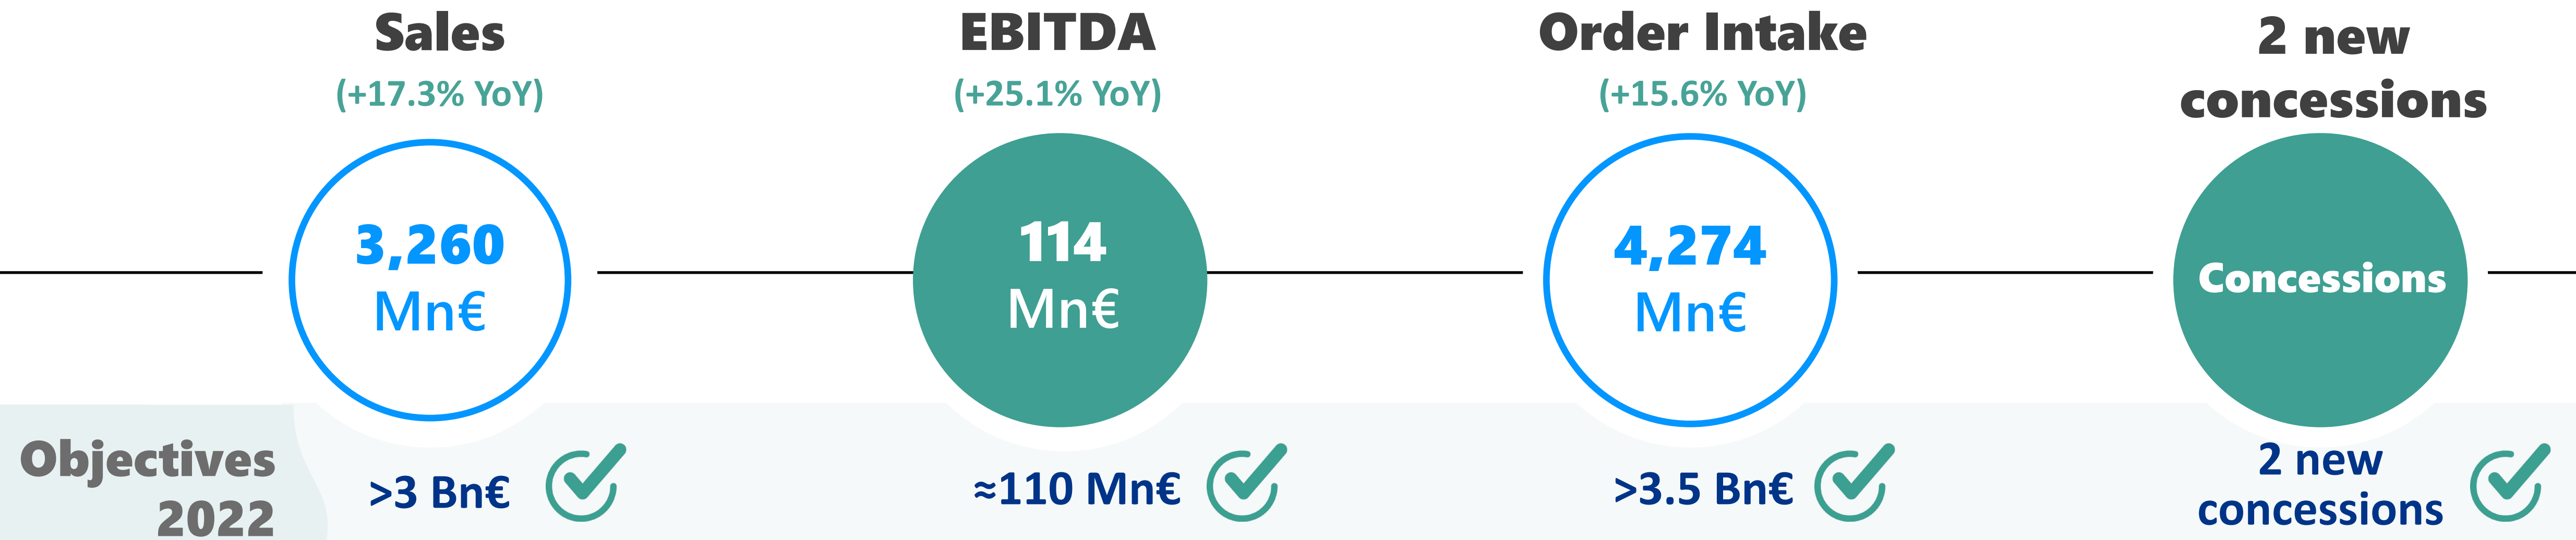 Sales
(+17.3% YoY)
3,260
Mn€
EBITDA
(+25.1% YoY)
114
Mn€
Order Intake
(+15.6% YoY)
4,274
Mn€
2 new
concessions
Concessions
Objectives
2022
>3 Bn€
≈110 Mn€
>3.5 Bn€
2 new
concessions